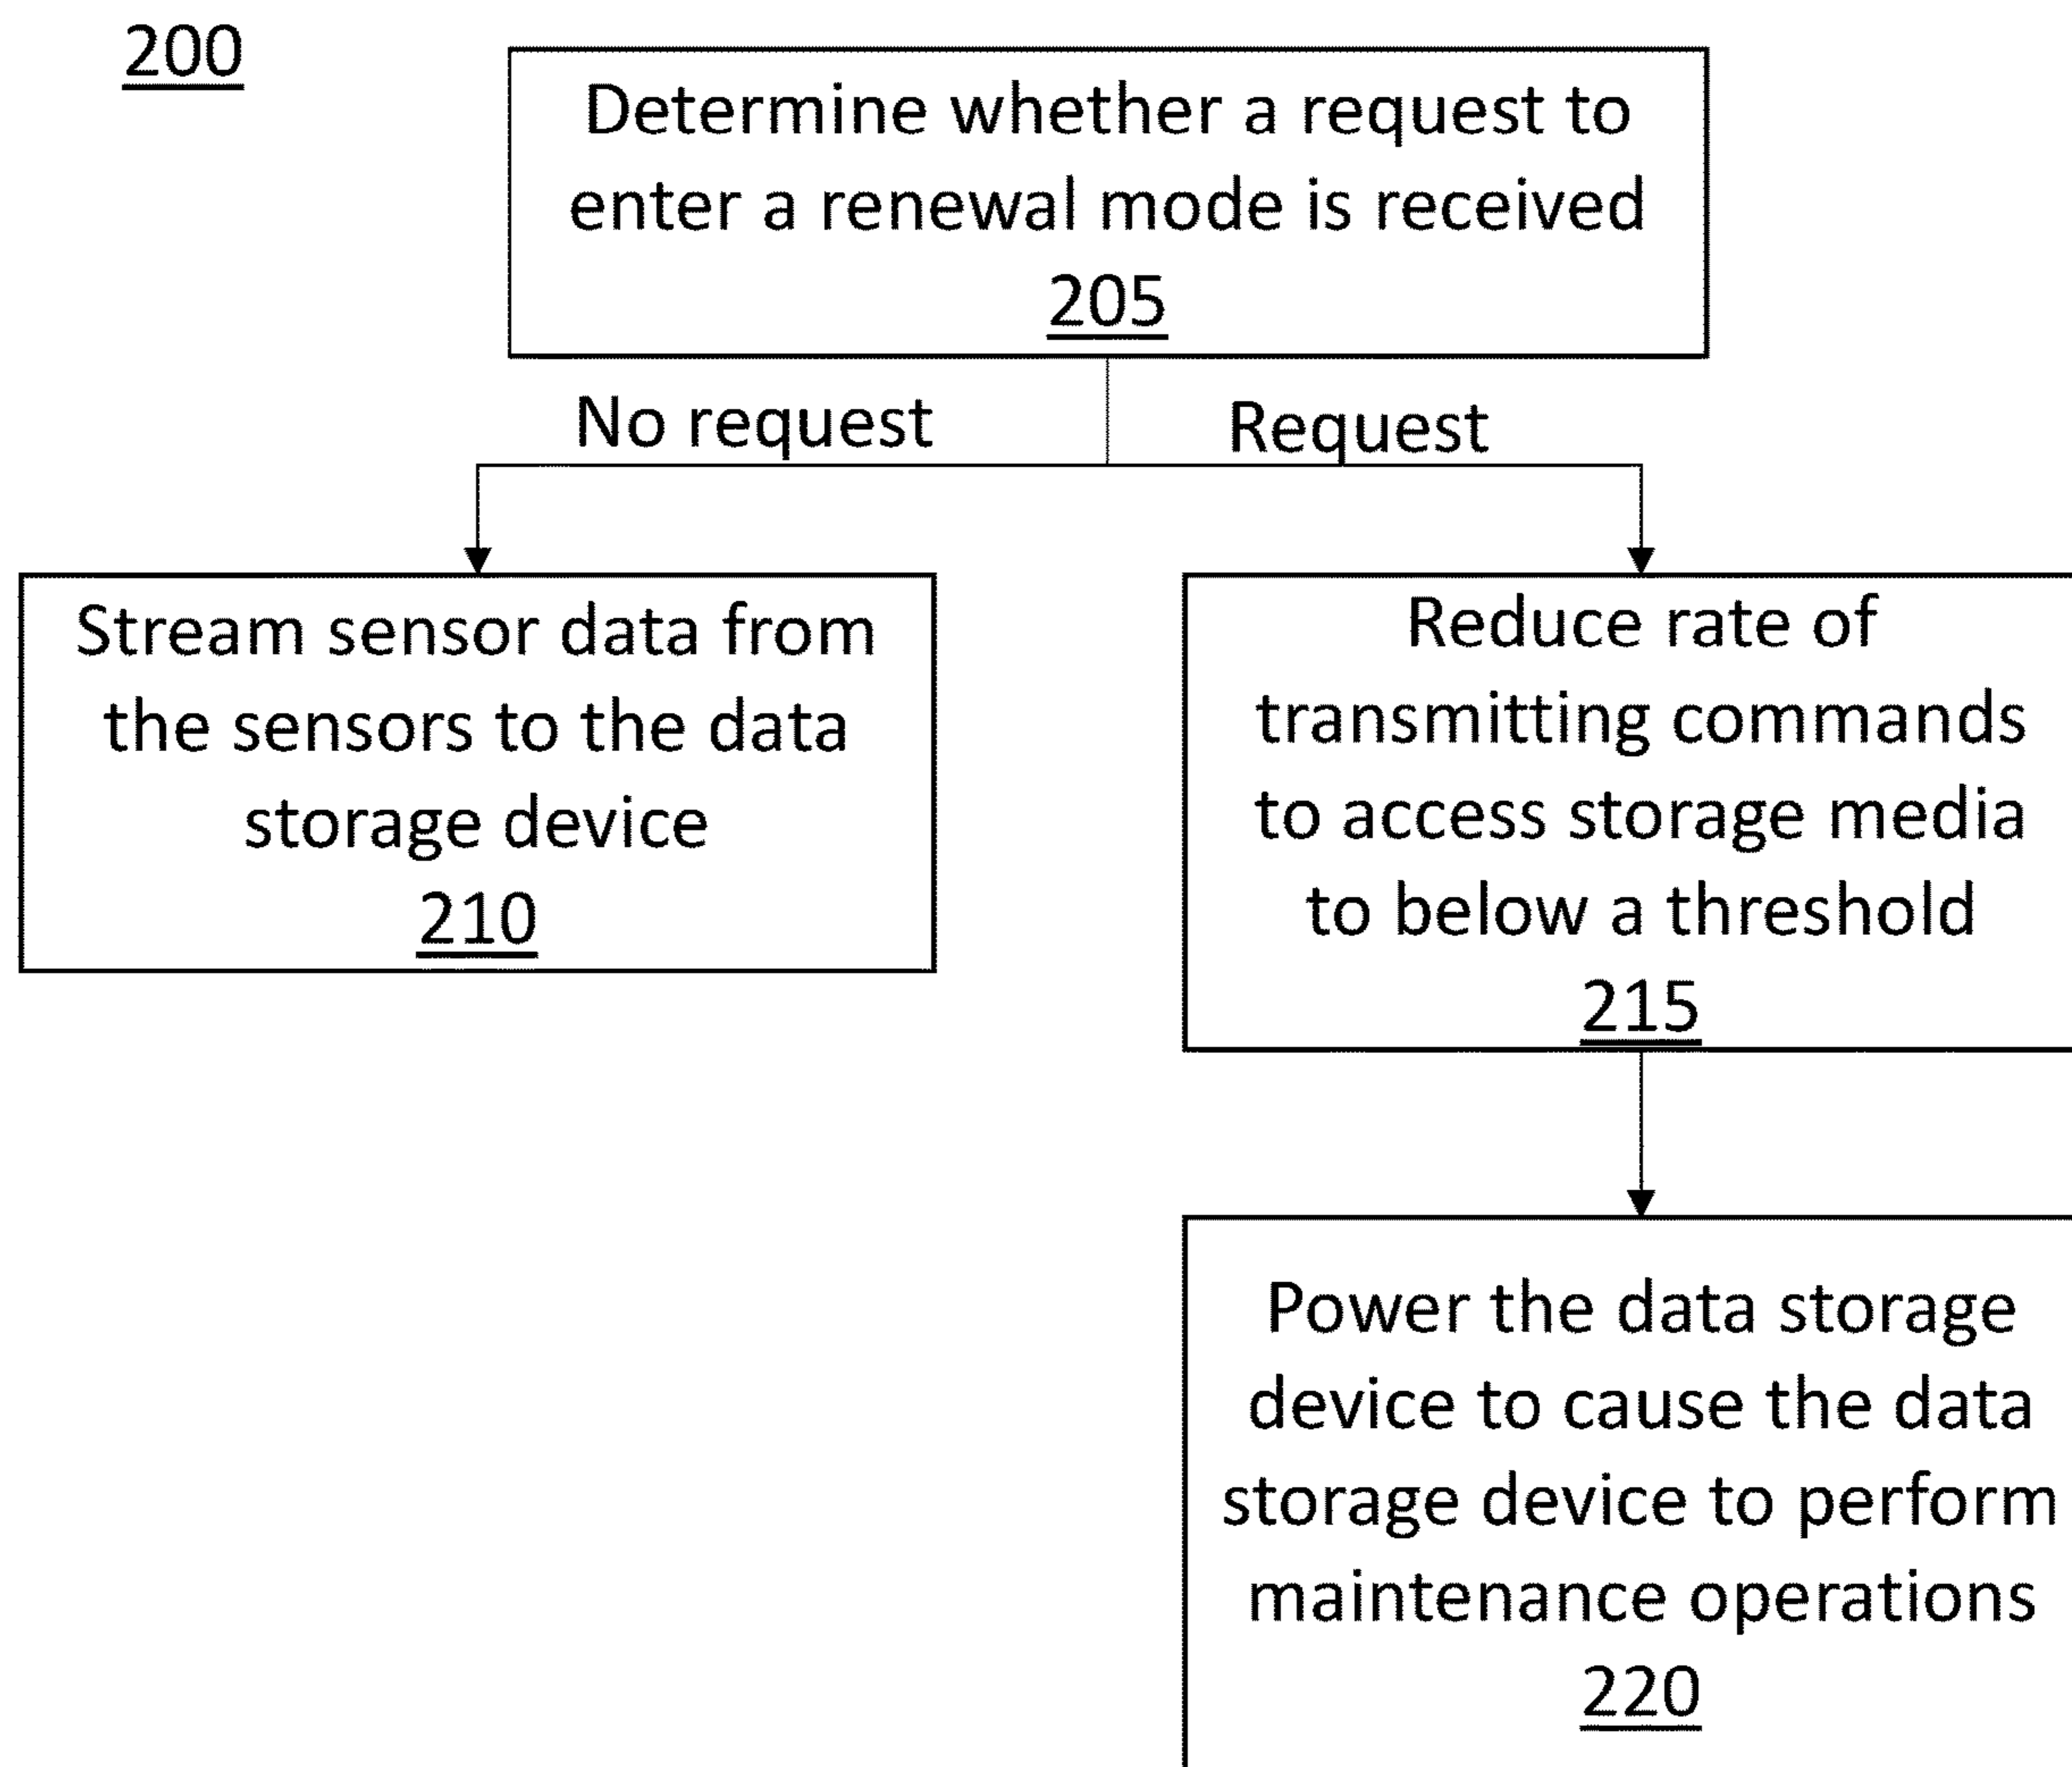 200
Determine whether a request to
enter a renewal mode is received
205
No request
Request
Stream sensor data from
the sensors to the data
storage device
210
Reduce rate of
transmitting commands
to access storage media
to below a threshold
215
Power the data storage
device to cause the data
storage device to perform
maintenance operations
220